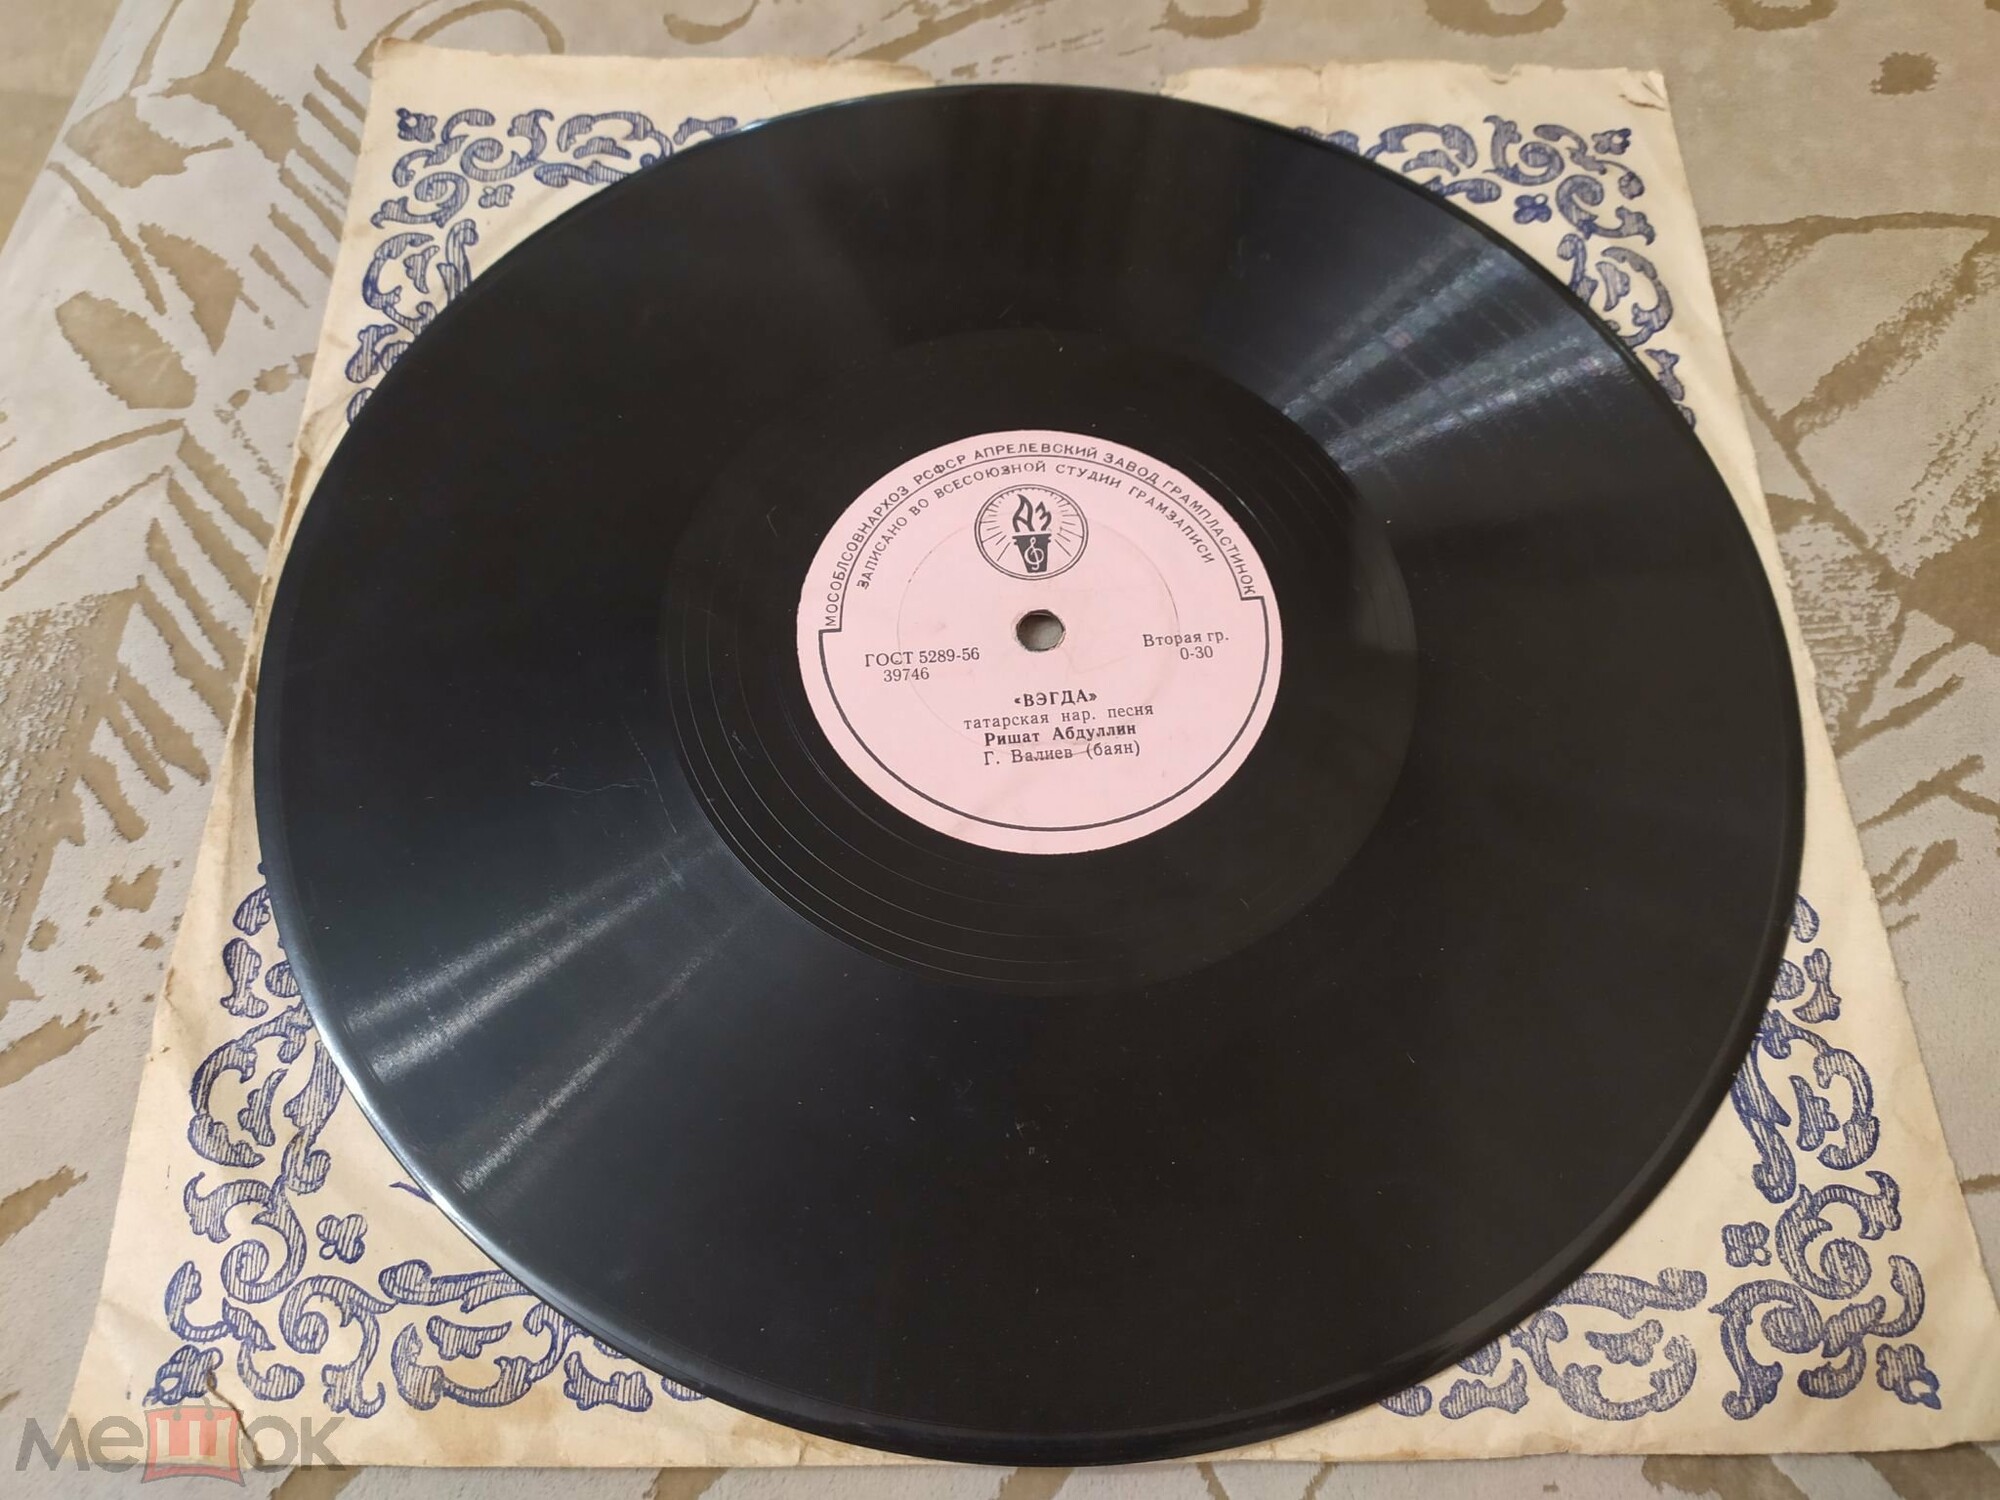 МОСОБЛСОВНАРХОЗ РСФСР АПРЕЛЕВСКИЙ ЗАВОД ГРАМПЛАСТИНОК
ЗАПИСАНО ВО ВСЕСОЮЗНОЙ СТУДИИ ГРАМЗАПИСИ
АЗ
ГОСТ 5289-56
39746
Вторая гр.
0-30
«ВЭГДА»
татарская нар. песня
Ришат Абдуллин
Г. Валиев (баян)
мешок